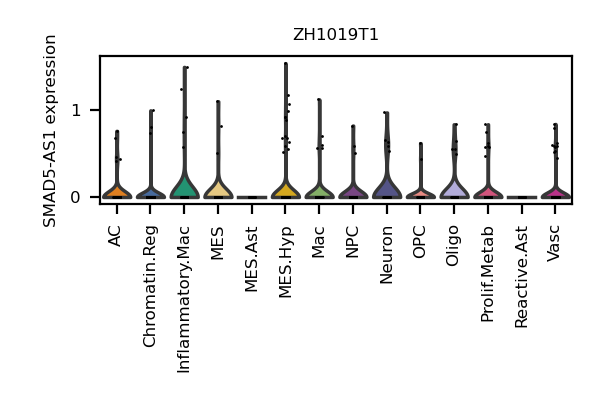 ZH1019T1
SMAD5-AS1 expression
1
0
AC
Chromatin.Reg
Inflammatory.Mac
MES
MES.Ast
MES.Hyp
Mac
NPC
Neuron
OPC
Oligo
Prolif.Metab
Reactive.Ast
Vasc